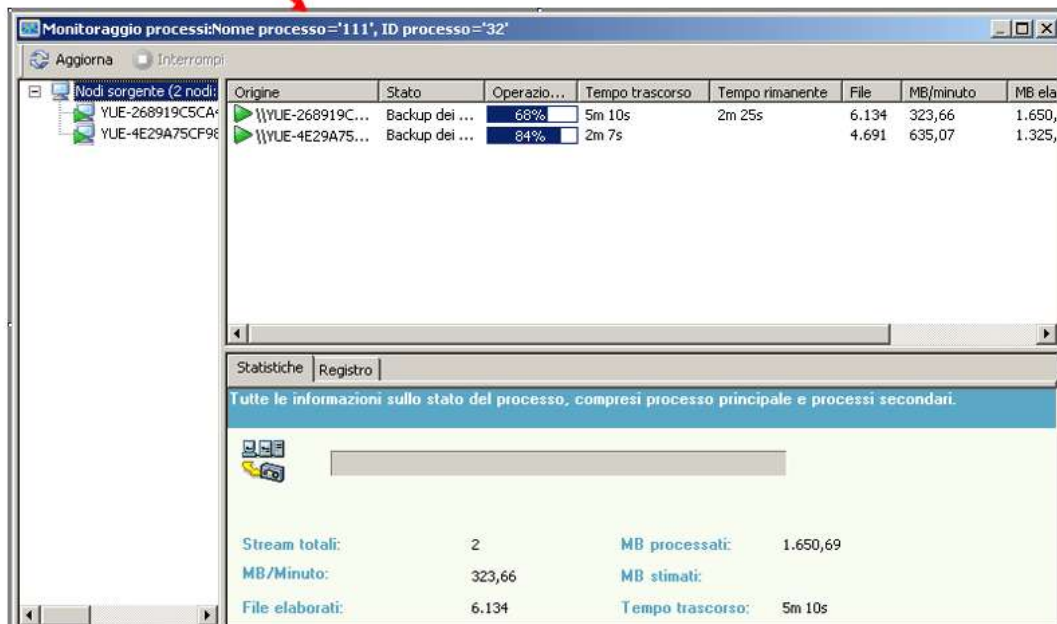 Monitoraggio processi:Nome processo='111', ID processo='32'
Aggiorna Interrompi
Nodi sorgente (2 nodi:
YUE-268919C5CA
YUE-4E29A75CF98
Origine Stato Operazio... Tempo trascorso Tempo rimanente File MB/minuto MB ela
\\YUE-268919C... Backup dei ... 68% 5m 10s 2m 25s 6.134 323,66 1.650,
\\YUE-4E29A75... Backup dei ... 84% 2m 7s 4.691 635,07 1.325,
Statistiche Registro
Tutte le informazioni sullo stato del processo, compresi processo principale e processi secondari.
Stream totali: 2 MB processati: 1.650,69
MB/Minuto: 323,66 MB stimati:
File elaborati: 6.134 Tempo trascorso: 5m 10s